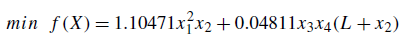 min f(X) = 1.10471x₁²x₂ + 0.04811x₃x₄(L + x₂)